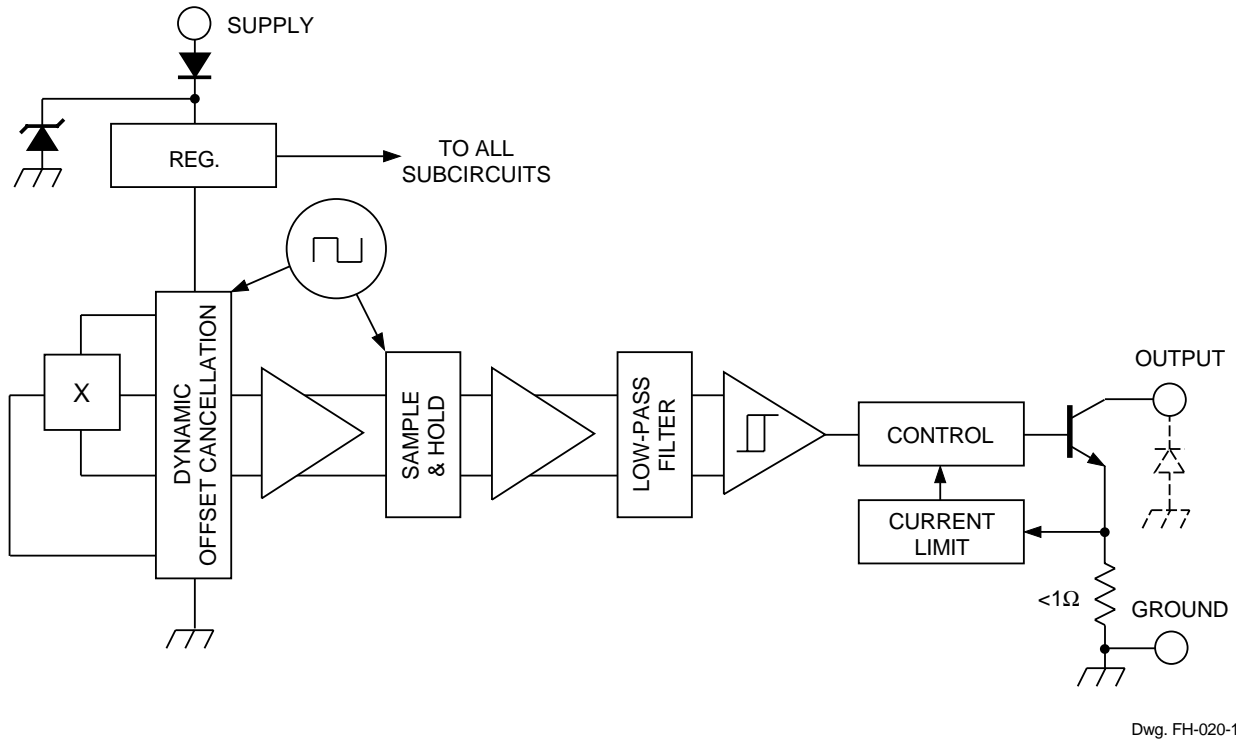 SUPPLY
REG.
TO ALL
SUBCIRCUITS
X
DYNAMIC
OFFSET CANCELLATION
SAMPLE
& HOLD
LOW-PASS
FILTER
CONTROL
CURRENT
LIMIT
OUTPUT
<1Ω
GROUND
Dwg. FH-020-1